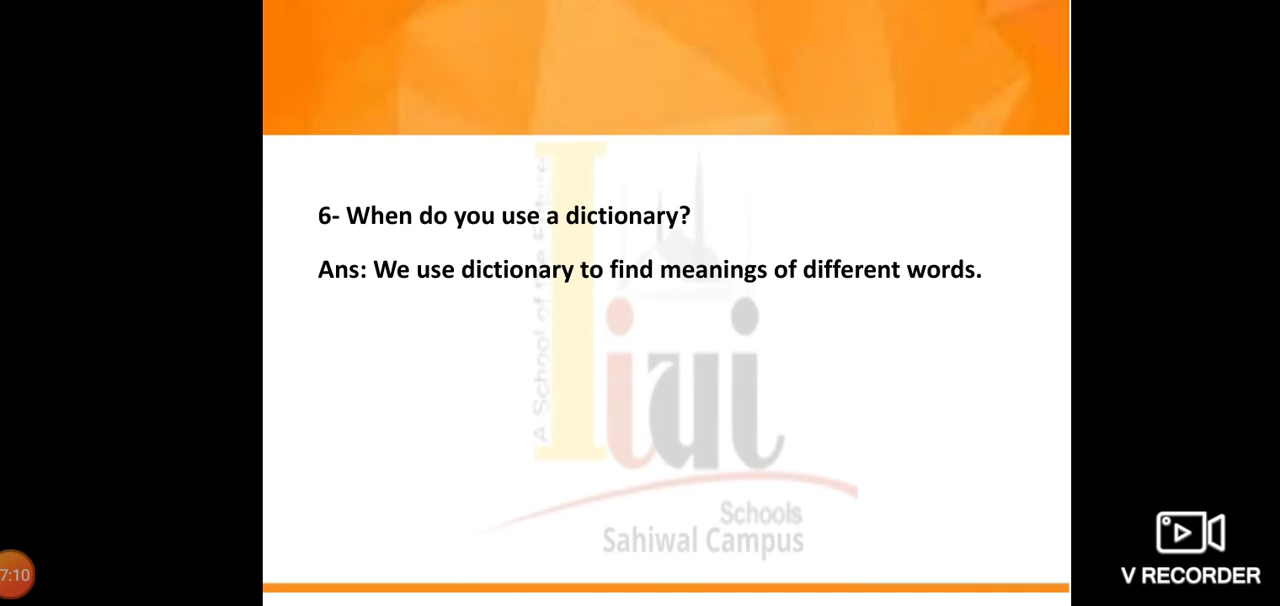 6- When do you use a dictionary?
Ans: We use dictionary to find meanings of different words.
A School of the Future
Iiui
Schools
Sahiwal Campus
7:10
V RECORDER